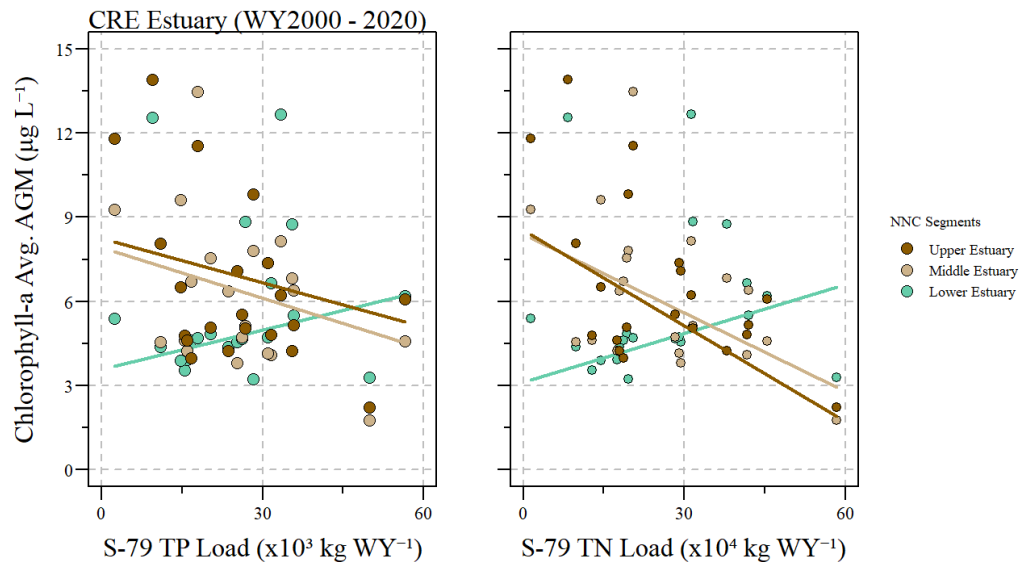 CRE Estuary (WY2000 - 2020)
Chlorophyll-a Avg. AGM (µg L⁻¹)
15
12
9
6
3
0
0
30
60
0
30
60
S-79 TP Load (x10³ kg WY⁻¹)
S-79 TN Load (x10⁴ kg WY⁻¹)
NNC Segments
Upper Estuary
Middle Estuary
Lower Estuary